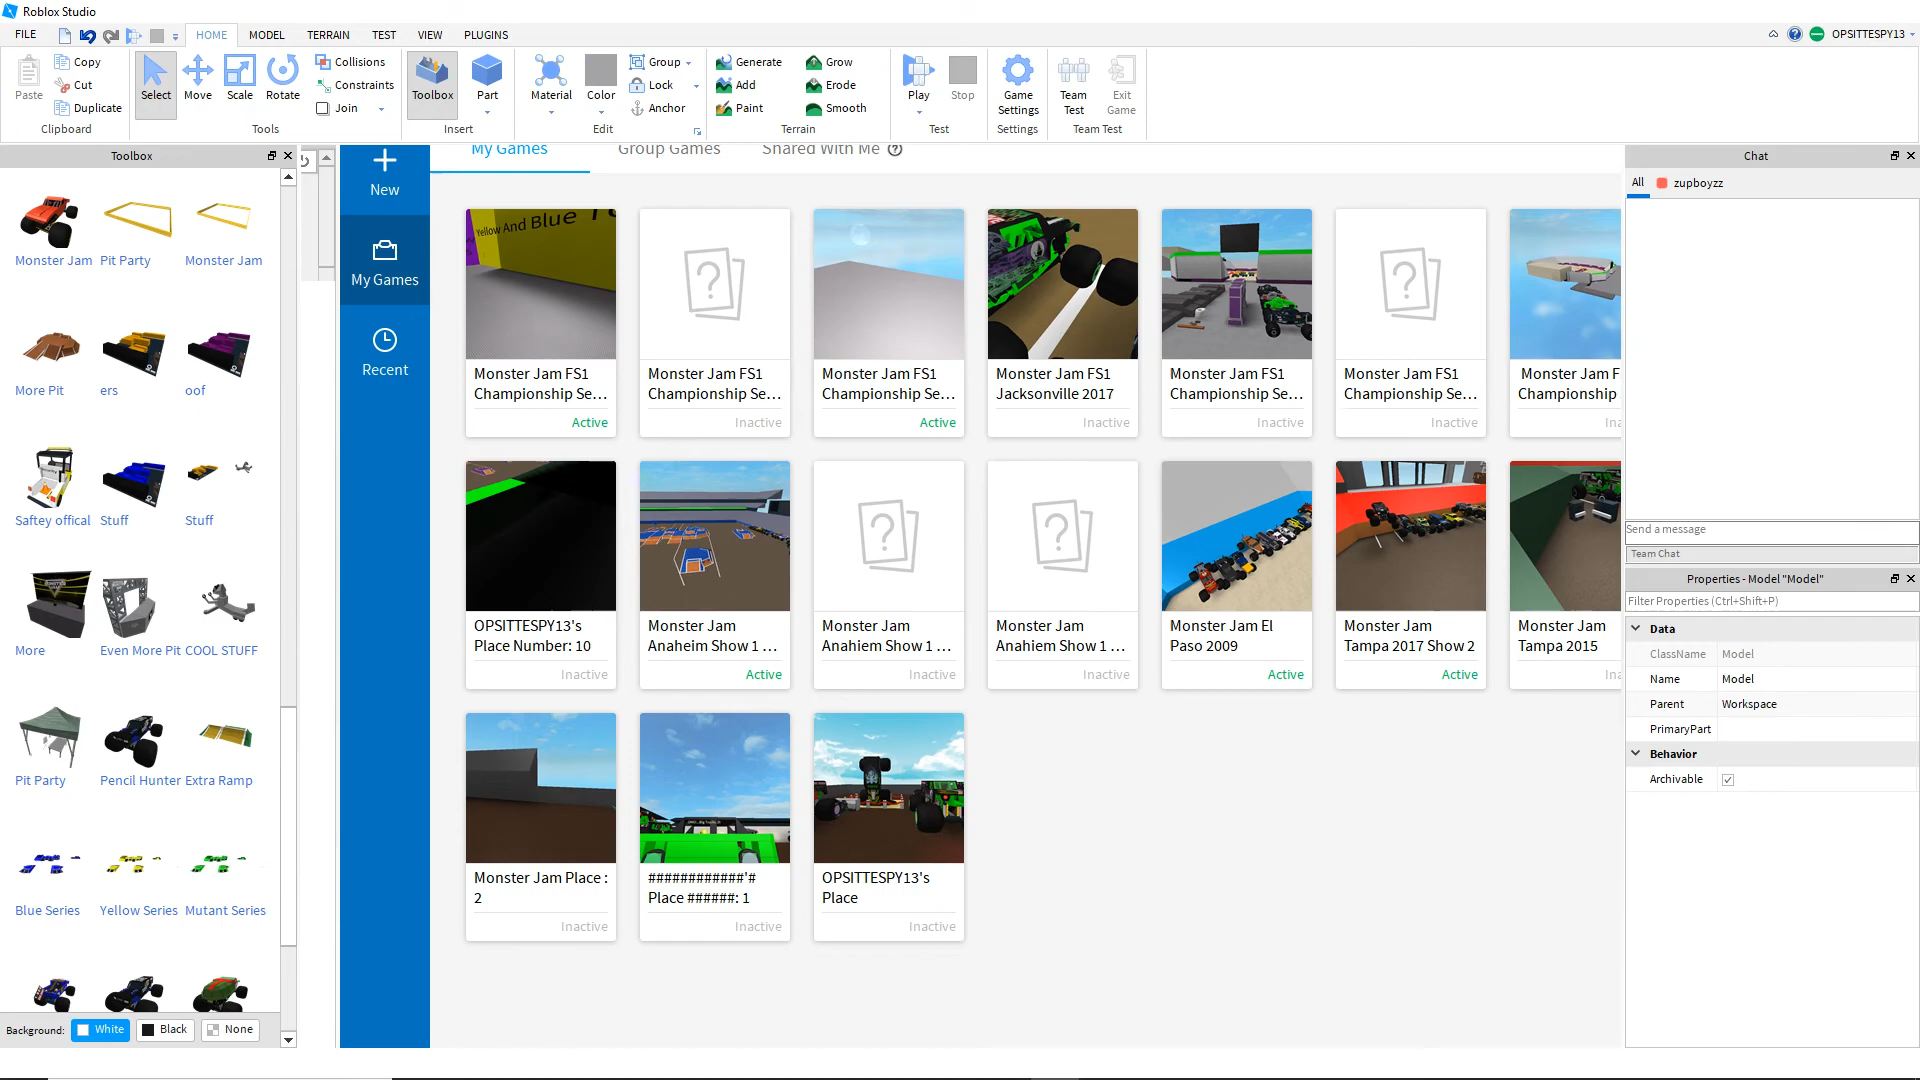 Roblox Studio
FILE
HOME
MODEL
TERRAIN
TEST
VIEW
PLUGINS
OPSITTESPY13
Paste
Copy
Cut
Duplicate
Clipboard
Select
Move
Scale
Rotate
Collisions
Constraints
Join
Tools
Toolbox
Part
Insert
Material
Color
Group
Lock
Anchor
Edit
Generate
Add
Paint
Grow
Erode
Smooth
Terrain
Play
Stop
Test
Game
Settings
Settings
Team
Test
Exit
Game
Team Test
Toolbox
Monster Jam
Pit Party
Monster Jam
More Pit
ers
oof
Saftey offical
Stuff
Stuff
More
Even More Pit
COOL STUFF
Pit Party
Pencil Hunter
Extra Ramp
Blue Series
Yellow Series
Mutant Series
Background:
White
Black
None
New
My Games
Recent
My Games
Group Games
Shared With Me
Yellow And Blue
Monster Jam FS1
Championship Se...
Active
Monster Jam FS1
Championship Se...
Inactive
Monster Jam FS1
Championship Se...
Active
Monster Jam FS1
Jacksonville 2017
Inactive
Monster Jam FS1
Championship Se...
Inactive
Monster Jam FS1
Championship Se...
Inactive
Monster Jam F
Championship
Ina
OPSITTESPY13's
Place Number: 10
Inactive
Monster Jam
Anaheim Show 1 ...
Active
Monster Jam
Anahiem Show 1 ...
Inactive
Monster Jam
Anahiem Show 1 ...
Inactive
Monster Jam El
Paso 2009
Active
Monster Jam
Tampa 2017 Show 2
Active
Monster Jam
Tampa 2015
Ina
Monster Jam Place :
2
Inactive
############'#
Place ######: 1
Inactive
OPSITTESPY13's
Place
Inactive
Chat
All
zupboyzz
Send a message
Team Chat
Properties - Model "Model"
Filter Properties (Ctrl+Shift+P)
Data
ClassName
Model
Name
Model
Parent
Workspace
PrimaryPart
Behavior
Archivable